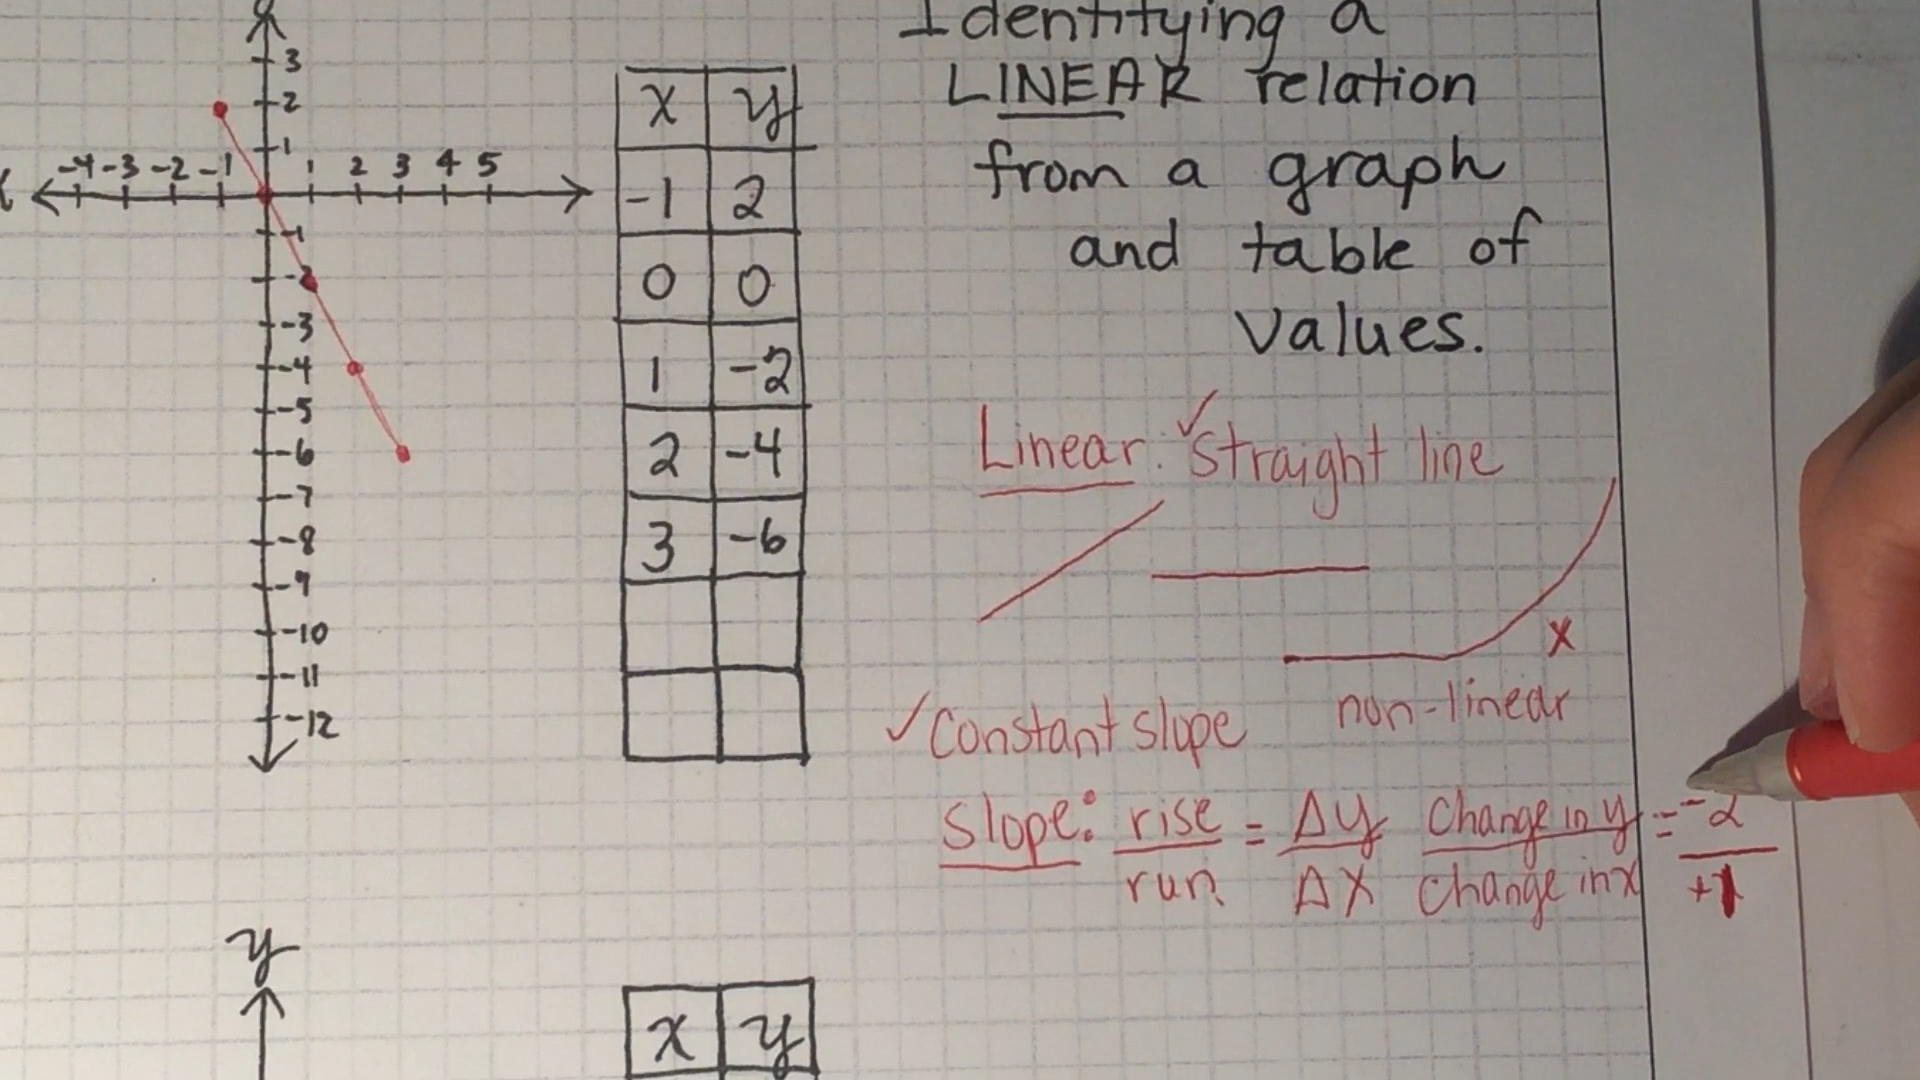 3
2
1
-4 -3 -2 -1 1 2 3 4 5
-1
-2
-3
-4
-5
-6
-7
-8
-9
-10
-11
-12
y
x y
-1 2
0 0
1 -2
2 -4
3 -6
x y
Identifying a
LINEAR relation
from a graph
and table of
values.
Linear: ✓straight line
x
non-linear
✓Constant slope
slope: rise = Δy change in y = -2
run ΔX change in x +1